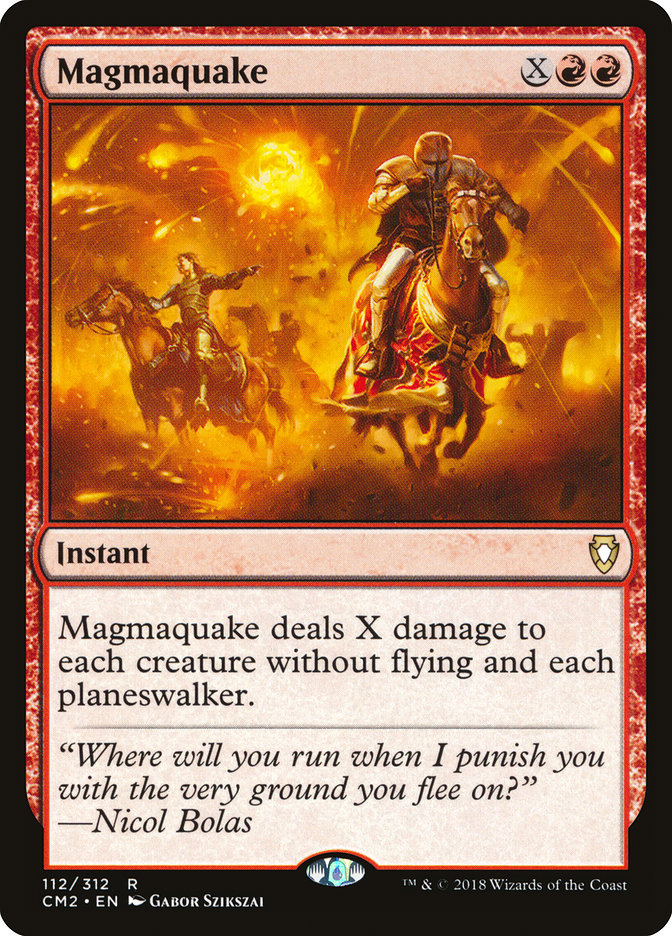 Magmaquake X
Instant
Magmaquake deals X damage to
each creature without flying and each
planeswalker.
“Where will you run when I punish you
with the very ground you flee on?”
—Nicol Bolas
112/312 R
CM2 • EN Gabor Szikszai
™ & © 2018 Wizards of the Coast